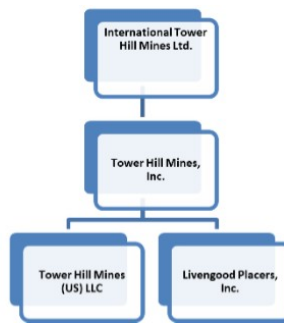 International Tower
Hill Mines Ltd.
Tower Hill Mines,
Inc.
Tower Hill Mines
(US) LLC
Livengood Placers,
Inc.